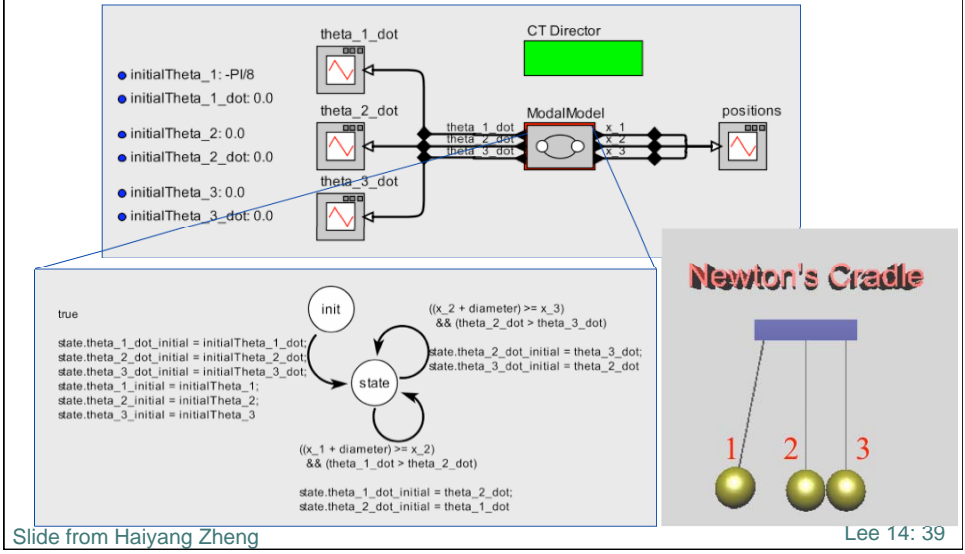 theta_1_dot
CT Director
initialTheta_1: -PI/8
initialTheta_1_dot: 0.0
theta_2_dot
ModalModel
positions
initialTheta_2: 0.0
initialTheta_2_dot: 0.0
theta_1_dot
theta_2_dot
theta_3_dot
x_1
x_2
x_3
theta_3_dot
initialTheta_3: 0.0
initialTheta_3_dot: 0.0
Newton's Cradle
init
true
((x_2 + diameter) >= x_3)
&& (theta_2_dot > theta_3_dot)
state.theta_1_dot_initial = initialTheta_1_dot;
state.theta_2_dot_initial = initialTheta_2_dot;
state.theta_3_dot_initial = initialTheta_3_dot;
state.theta_1_initial = initialTheta_1;
state.theta_2_initial = initialTheta_2;
state.theta_3_initial = initialTheta_3
state.theta_2_dot_initial = theta_3_dot;
state.theta_3_dot_initial = theta_2_dot
state
((x_1 + diameter) >= x_2)
&& (theta_1_dot > theta_2_dot)
state.theta_1_dot_initial = theta_2_dot;
state.theta_2_dot_initial = theta_1_dot
1 2 3
Slide from Haiyang Zheng
Lee 14: 39